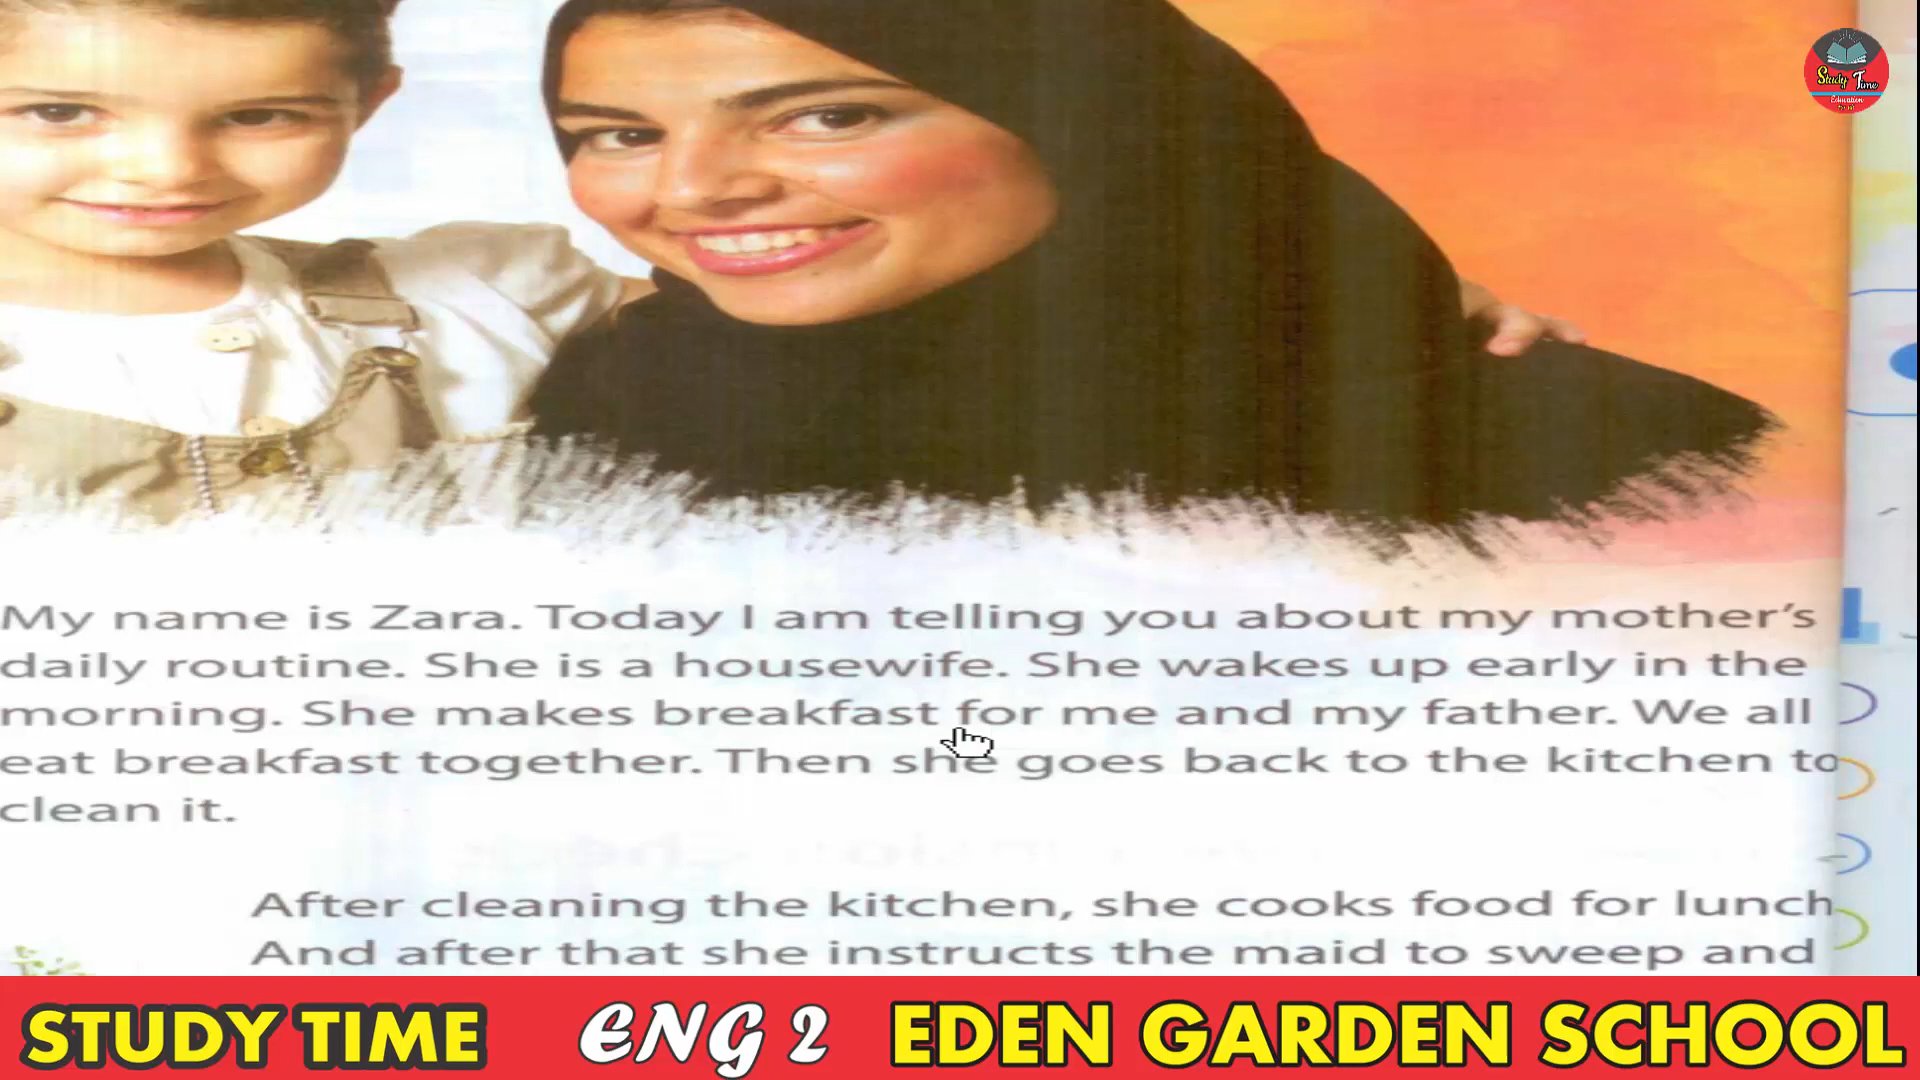 Study Time
Education
My name is Zara. Today I am telling you about my mother's
daily routine. She is a housewife. She wakes up early in the
morning. She makes breakfast for me and my father. We all
eat breakfast together. Then she goes back to the kitchen to
clean it.
After cleaning the kitchen, she cooks food for lunch
And after that she instructs the maid to sweep and
STUDY TIME ENG 2 EDEN GARDEN SCHOOL